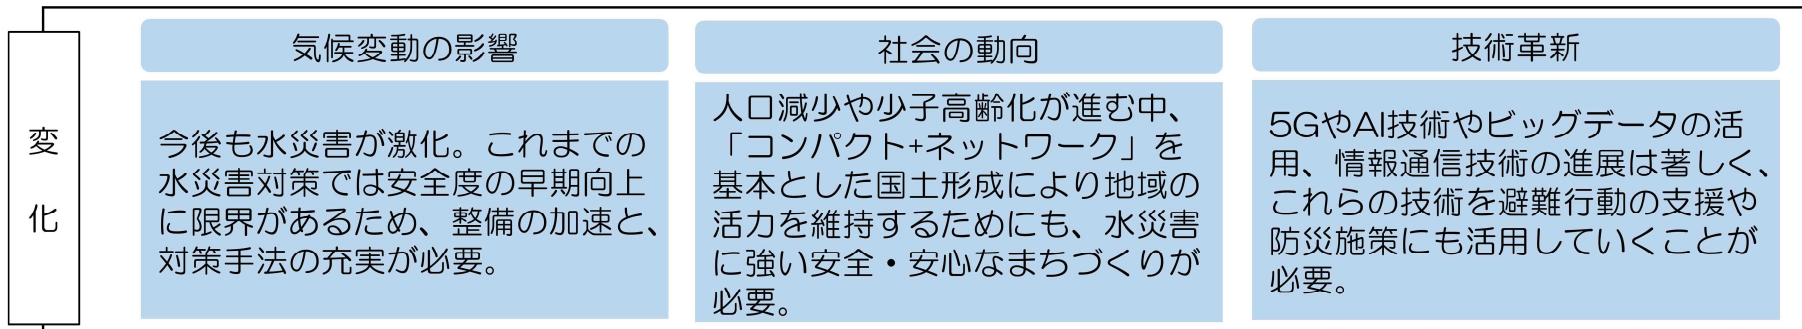 変化
気候変動の影響
今後も水災害が激化。これまでの
水災害対策では安全度の早期向上
に限界があるため、整備の加速と、
対策手法の充実が必要。
社会の動向
人口減少や少子高齢化が進む中、
「コンパクト+ネットワーク」を
基本とした国土形成により地域の
活力を維持するためにも、水災害
に強い安全・安心なまちづくりが
必要。
技術革新
5GやAI技術やビッグデータの活
用、情報通信技術の進展は著しく、
これらの技術を避難行動の支援や
防災施策にも活用していくことが
必要。